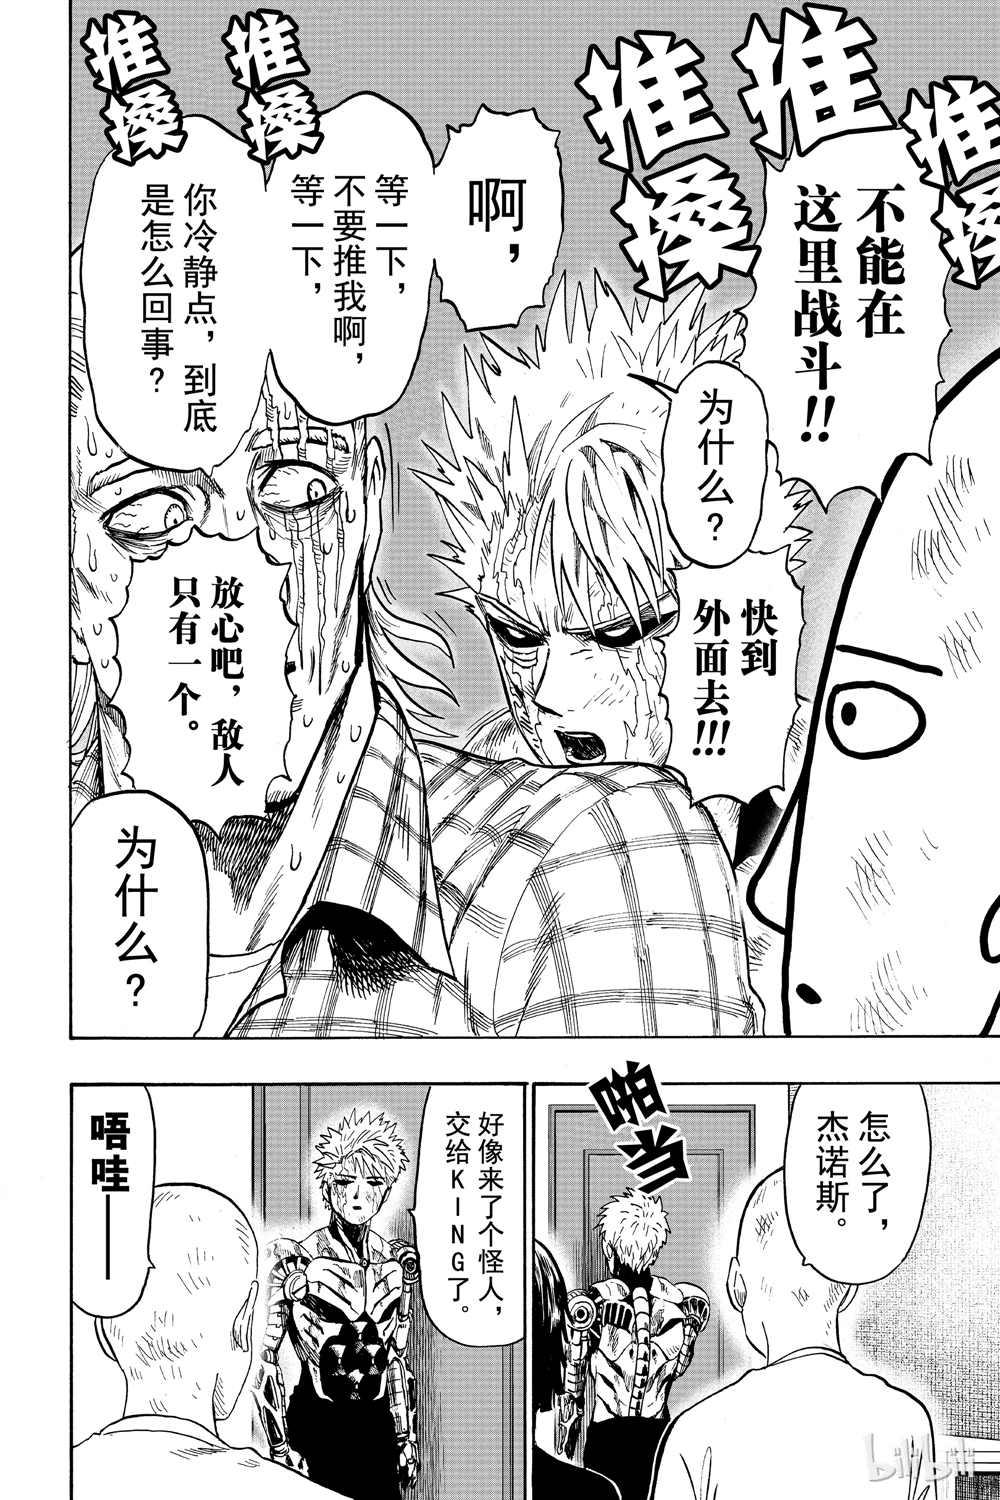 推
搡
推
推
搡
不能在
这里战斗!!
啊，
等一下，
不要推我啊，
等一下，
推
搡
推
搡
你冷静点，到底
是怎么回事？
为什么？
快到
外面去!!!
放心吧，敌人
只有一个。
为什么？
怎么了，
杰诺斯。
啪当
好像来了个怪人，
交给KING了。
唔哇——
bilibili